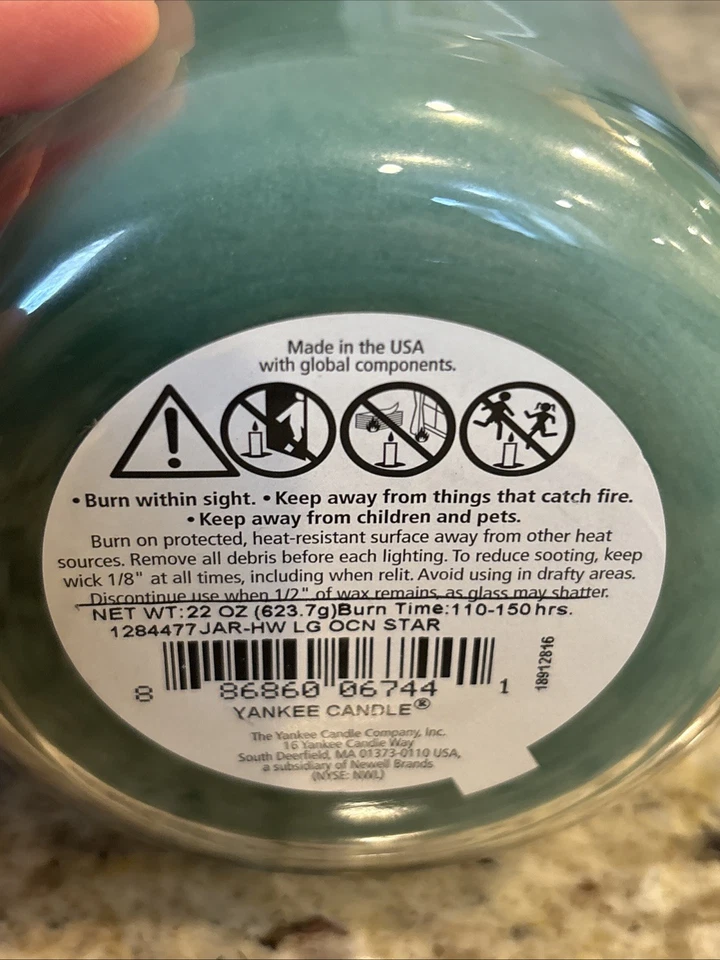 Made in the USA
with global components.
• Burn within sight. • Keep away from things that catch fire.
• Keep away from children and pets.
Burn on protected, heat-resistant surface away from other heat
sources. Remove all debris before each lighting. To reduce sooting, keep
wick 1/8" at all times, including when relit. Avoid using in drafty areas.
Discontinue use when 1/2" of wax remains, as glass may shatter.
NET WT:22 OZ (623.7g)Burn Time:110-150hrs.
1284477JAR-HW LG OCN STAR
8 86860 06744 1
18912816
YANKEE CANDLE®
The Yankee Candle Company, Inc.
16 Yankee Candle Way
South Deerfield, MA 01373-0110 USA,
a subsidiary of Newell Brands
(NYSE: NWL)